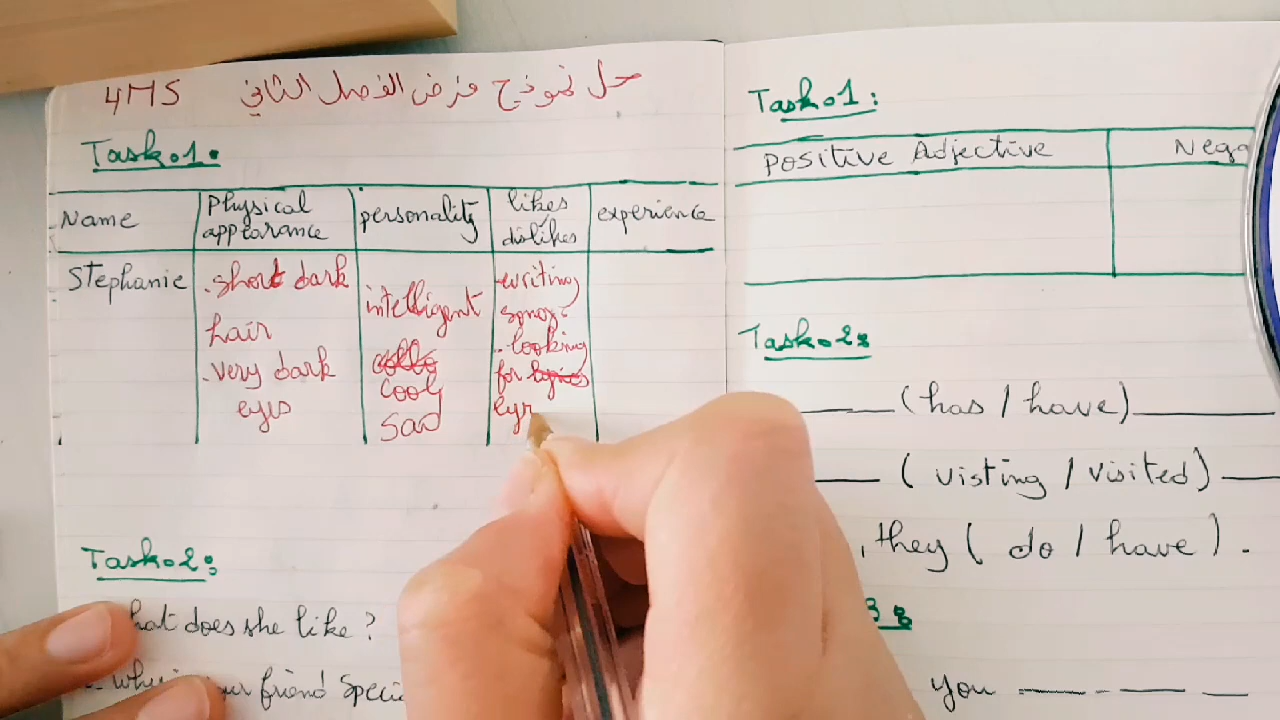 4MS حل نموذج فرض الفصل الثاني
Task.1:
Name
Physical appearance
personality
likes/
dislikes
experience
Stephanie
.short dark
hair
.very dark
eyes
intelligent
cool
sad
-writing
songs.
..looking
for
lyr
Task.2:
hat does she like?
friend speci
Task.1:
Positive Adjective
Nega
Task.2:
(has / have)
( visting / visited)
, they ( do / have ).
3:
you